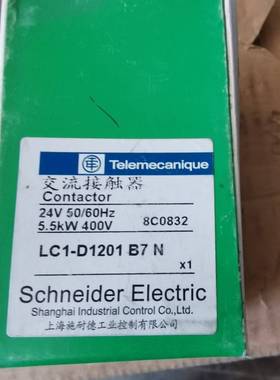 Telemecanique
交流接触器
Contactor
24V 50/60Hz
5.5kW 400V 8C0832
LC1-D1201 B7 N
x1
Schneider Electric
Shanghai Industrial Control Co.,Ltd.
上海施耐德工业控制有限公司